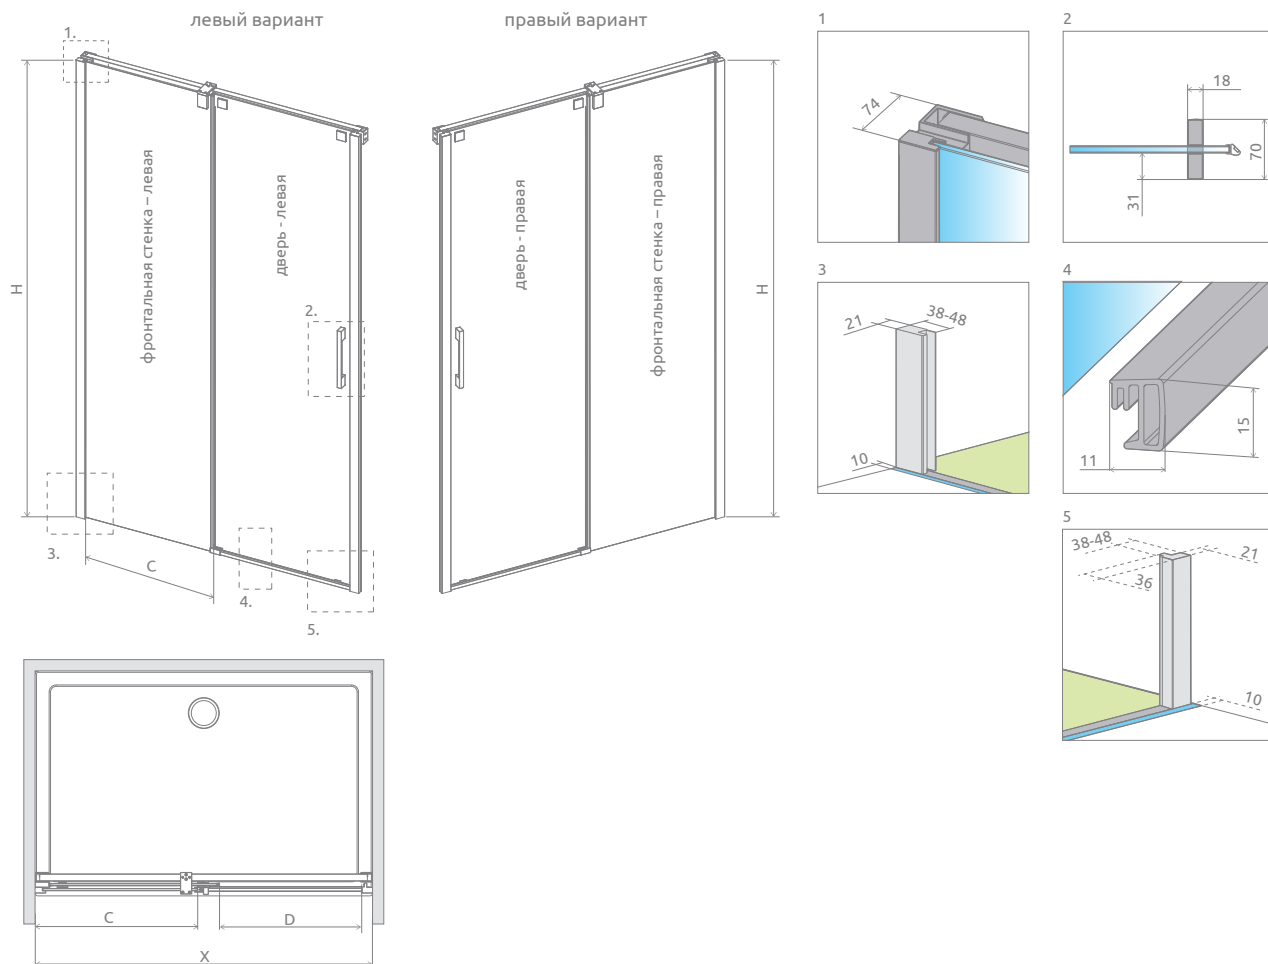 левый вариант
правый вариант
1.
H
фронтальная стенка – левая
дверь - левая
2.
3.
C
4.
5.
дверь - правая
фронтальная стенка – правая
H
1
74
2
18
70
31
3
21
38-48
10
4
15
11
5
38-48
21
36
10
C
D
X